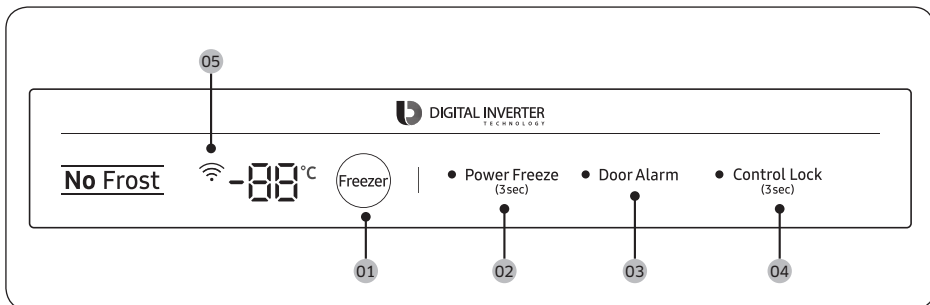 05
DIGITAL INVERTER
TECHNOLOGY
No Frost
-88°C
Freezer
Power Freeze
(3sec)
Door Alarm
Control Lock
(3sec)
01
02
03
04